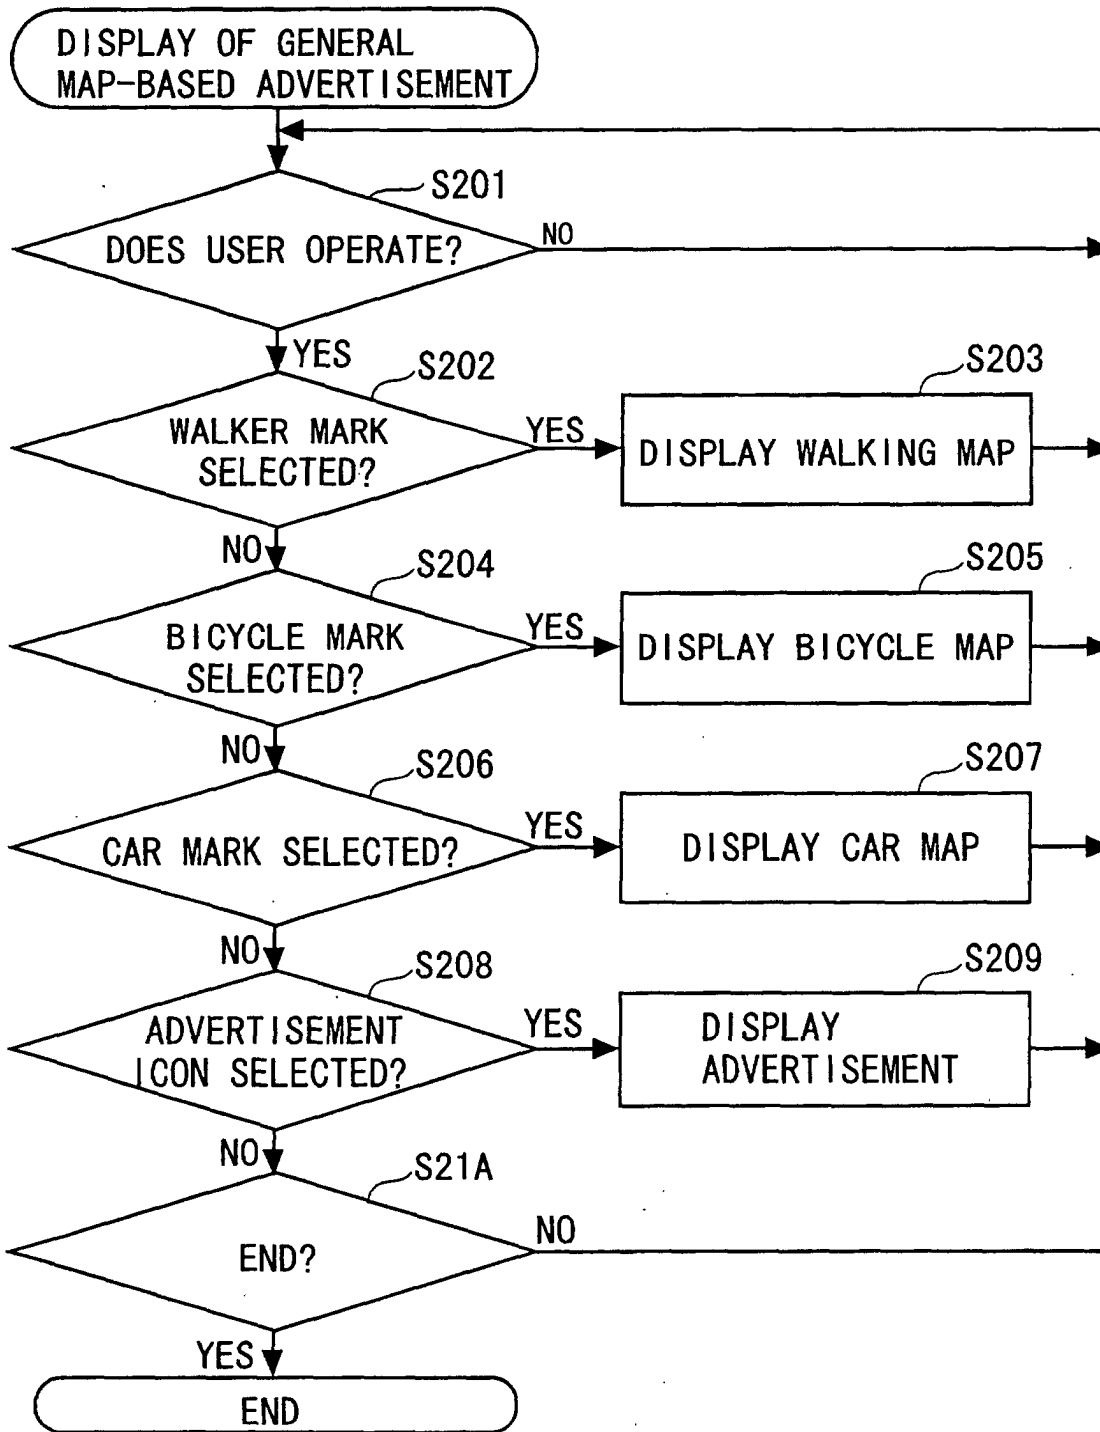 DISPLAY OF GENERAL
MAP-BASED ADVERTISEMENT
S201
DOES USER OPERATE?
NO
YES
S202
WALKER MARK
SELECTED?
YES
S203
DISPLAY WALKING MAP
NO
S204
BICYCLE MARK
SELECTED?
YES
S205
DISPLAY BICYCLE MAP
NO
S206
CAR MARK SELECTED?
YES
S207
DISPLAY CAR MAP
NO
S208
ADVERTISEMENT
ICON SELECTED?
YES
S209
DISPLAY
ADVERTISEMENT
NO
S21A
END?
NO
YES
END